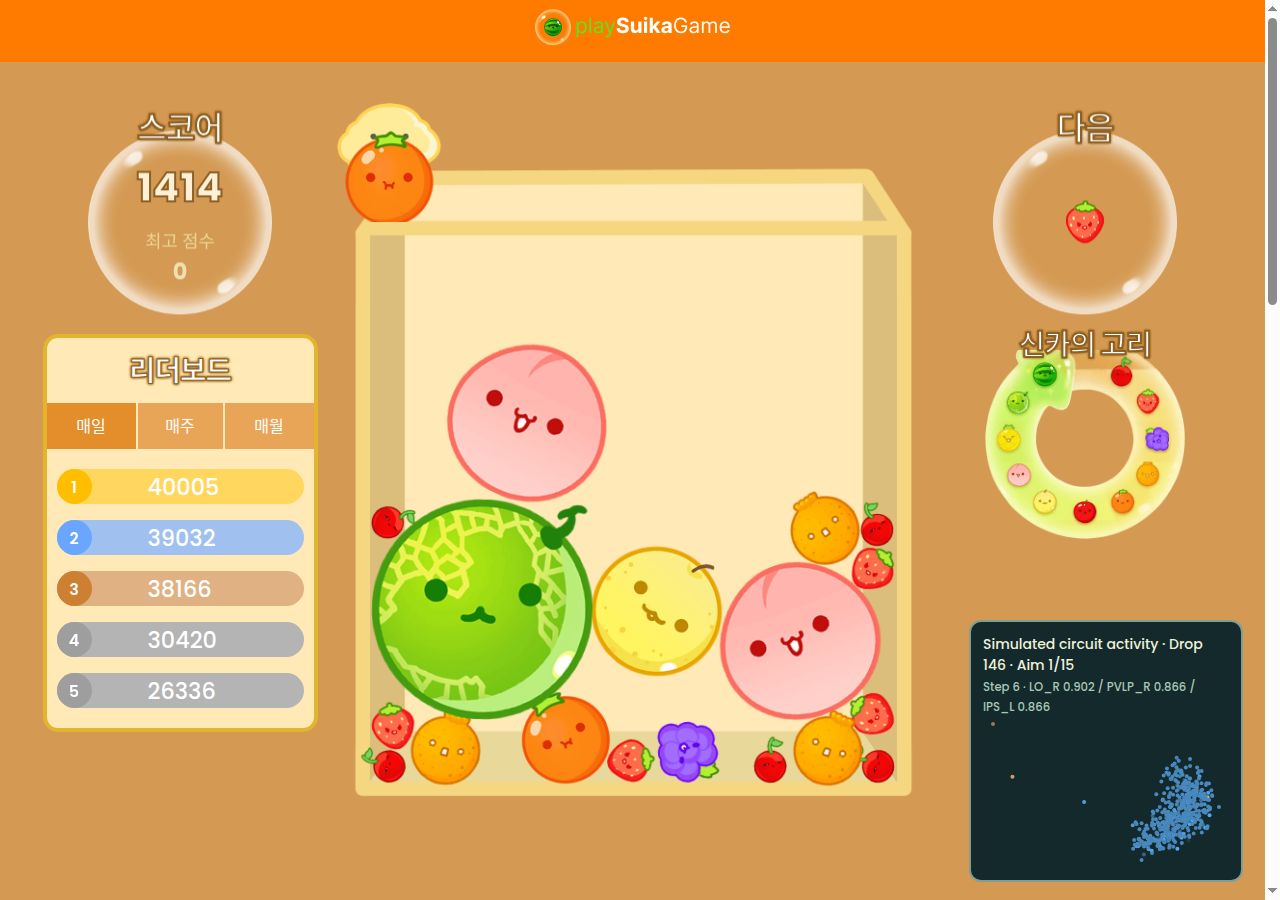 playSuikaGame
스코어
1414
최고 점수
0
다음
신카의 고리
리더보드
매일 매주 매월
1 40005
2 39032
3 38166
4 30420
5 26336
Simulated circuit activity · Drop
146 · Aim 1/15
Step 6 · LO_R 0.902 / PVLP_R 0.866 /
IPS_L 0.866